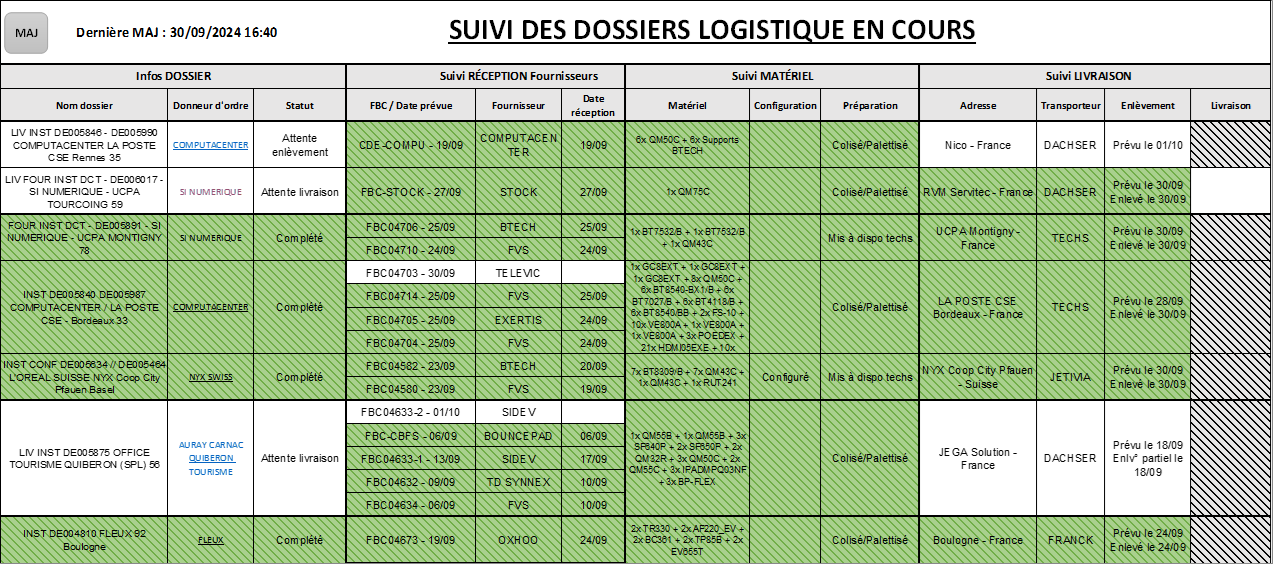 MAJ
Dernière MAJ : 30/09/2024 16:40
SUIVI DES DOSSIERS LOGISTIQUE EN COURS
Infos DOSSIER
Suivi RÉCEPTION Fournisseurs
Suivi MATÉRIEL
Suivi LIVRAISON
Nom dossier
Donneur d'ordre
Statut
FBC / Date prévue
Fournisseur
Date
réception
Matériel
Configuration
Préparation
Adresse
Transporteur
Enlèvement
Livraison
LIV INST DE005846 - DE005990
COMPUTACENTER LA POSTE
CSE Rennes 35
COMPUTACENTER
Attente
enlèvement
CDE-COMPU - 19/09
COMPUTACEN
TER
19/09
6x QM50C + 6x Supports
BTECH
Colisé/Palettisé
Nico - France
DACHSER
Prévu le 01/10
LIV FOUR INST DCT - DE006017 -
SI NUMERIQUE - UCPA
TOURCOING 59
SI NUMERIQUE
Attente livraison
FBC-STOCK - 27/09
STOCK
27/09
1x QM75C
Colisé/Palettisé
RVM Servitec - France
DACHSER
Prévu le 30/09
Enlevé le 30/09
FOUR INST DCT - DE005891 - SI
NUMERIQUE - UCPA MONTIGNY
78
SI NUMERIQUE
Complété
FBC04706 - 25/09
BTECH
25/09
FBC04710 - 24/09
FVS
24/09
1x BT7532/B + 1x BT7532/B
+ 1x QM43C
Mis à dispo techs
UCPA Montigny -
France
TECHS
Prévu le 30/09
Enlevé le 30/09
INST DE005840 DE005987
COMPUTACENTER / LA POSTE
CSE - Bordeaux 33
COMPUTACENTER
Complété
FBC04703 - 30/09
TELEVIC
FBC04714 - 25/09
FVS
25/09
FBC04705 - 25/09
EXERTIS
24/09
FBC04704 - 25/09
FVS
24/09
1x GC8EXT + 1x GC8EXT +
1x GC8EXT + 8x QM50C +
6x BT8540-BX1/B + 6x
BT7027/B + 6x BT4118/B +
6x BT8540/BB + 2x FS-10 +
10x VE800A + 1x VE800A +
1x VE800A + 3x POEDEX +
21x HDMI05EXE + 10x
Colisé/Palettisé
LA POSTE CSE
Bordeaux - France
TECHS
Prévu le 28/09
Enlevé le 30/09
INST CONF DE005634 // DE005464
L'OREAL SUISSE NYX Coop City
Pfauen Basel
NYX SWISS
Complété
FBC04582 - 23/09
BTECH
20/09
FBC04580 - 23/09
FVS
19/09
7x BT8309/B + 7x QM43C +
1x QM43C + 1x RUT241
Configuré
Mis à dispo techs
NYX Coop City Pfauen
- Suisse
JETIVIA
Prévu le 30/09
Enlevé le 30/09
LIV INST DE005875 OFFICE
TOURISME QUIBERON (SPL) 56
AURAY CARNAC
QUIBERON
TOURISME
Attente livraison
FBC04633-2 - 01/10
SIDEV
FBC-CBFS - 06/09
BOUNCEPAD
06/09
FBC04633-1 - 13/09
SIDEV
17/09
FBC04632 - 09/09
TD SYNNEX
10/09
FBC04634 - 06/09
FVS
10/09
1x QM55B + 1x QM55B + 3x
SF640P + 2x SF650P + 2x
QM32R + 3x QM50C + 2x
QM55C + 3x IPADMPQ03NF
+ 3x BP-FLEX
Colisé/Palettisé
JEGA Solution -
France
DACHSER
Prévu le 18/09
Enlv° partiel le
18/09
INST DE004810 FLEUX 92
Boulogne
FLEUX
Complété
FBC04673 - 19/09
OXHOO
24/09
2x TR330 + 2x AF220_EV +
2x BC361 + 2x TP85B + 2x
EV655T
Colisé/Palettisé
Boulogne - France
FRANCK
Prévu le 24/09
Enlevé le 24/09